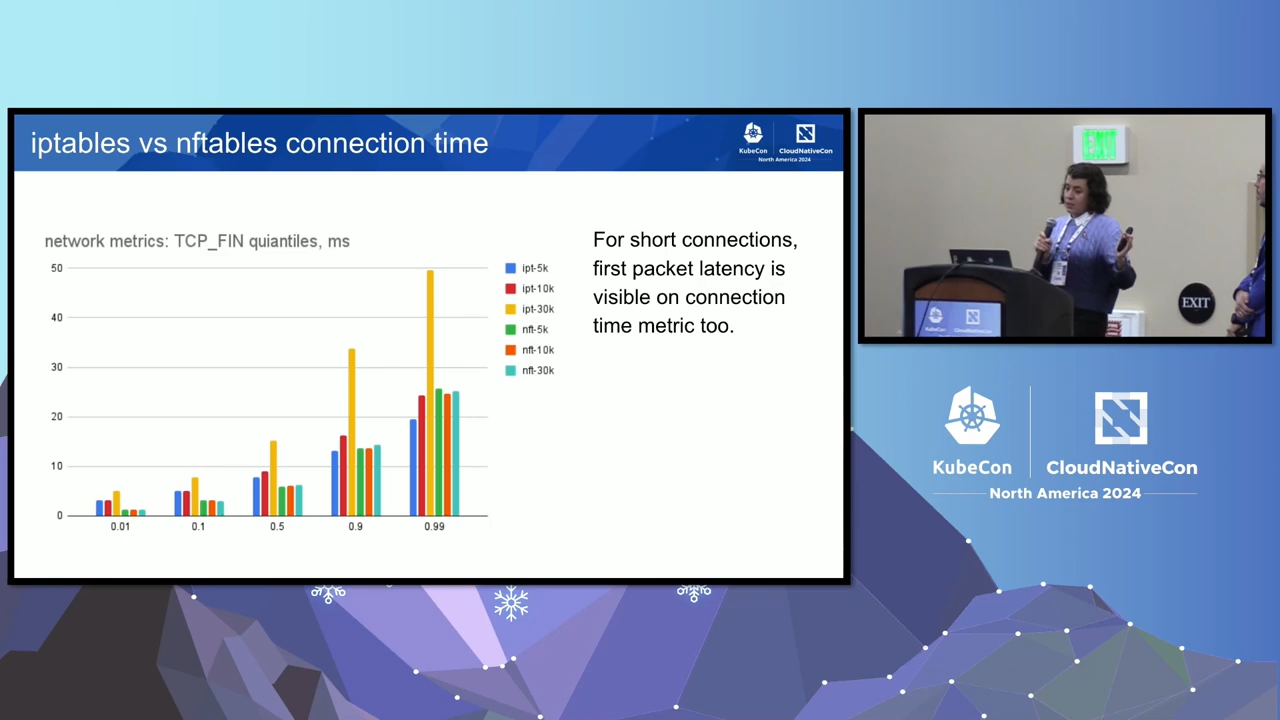 iptables vs nftables connection time
KubeCon
CloudNativeCon
North America 2024
network metrics: TCP_FIN quiantiles, ms
50
40
30
20
10
0
0.01
0.1
0.5
0.9
0.99
ipt-5k
ipt-10k
ipt-30k
nft-5k
nft-10k
nft-30k
For short connections,
first packet latency is
visible on connection
time metric too.
EXIT
EXIT
KubeCon
CloudNativeCon
KubeCon
CloudNativeCon
North America 2024